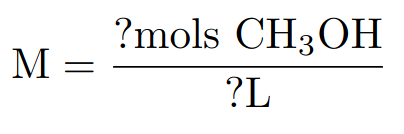 M = ?mols CH₃OH
?L